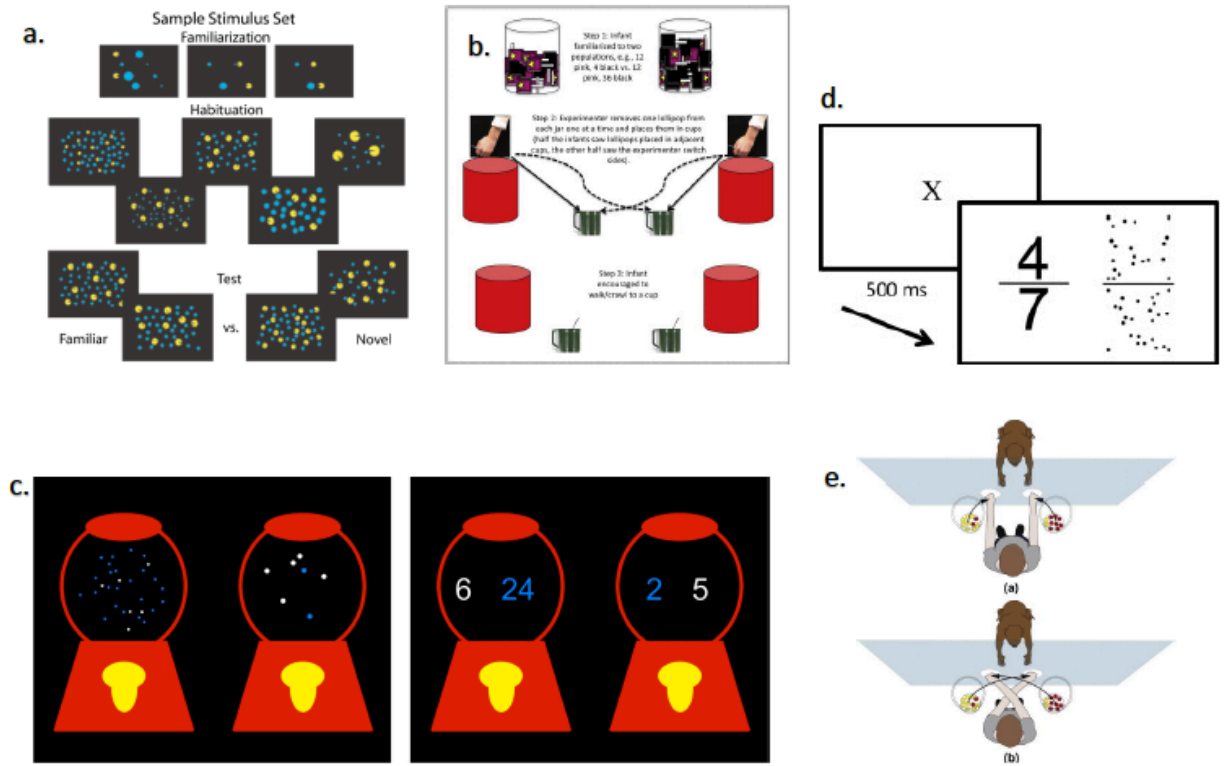 a.
Sample Stimulus Set
Familiarization
Habituation
Test
Familiar
vs.
Novel
b.
Step 1: Infant
familiarized to two
populations, e.g., 12
pink, 4 black vs. 12
pink, 36 black
Step 2: Experimenter removes one lollipop from
each jar one at a time and places them in cups
(half the infants saw lollipops placed in adjacent
cups, the other half saw the experimenter switch
sides).
Step 3: Infant
encouraged to
walk/crawl to a cup
d.
X
500 ms
4
7
c.
6 24
2 5
e.
(a)
(b)